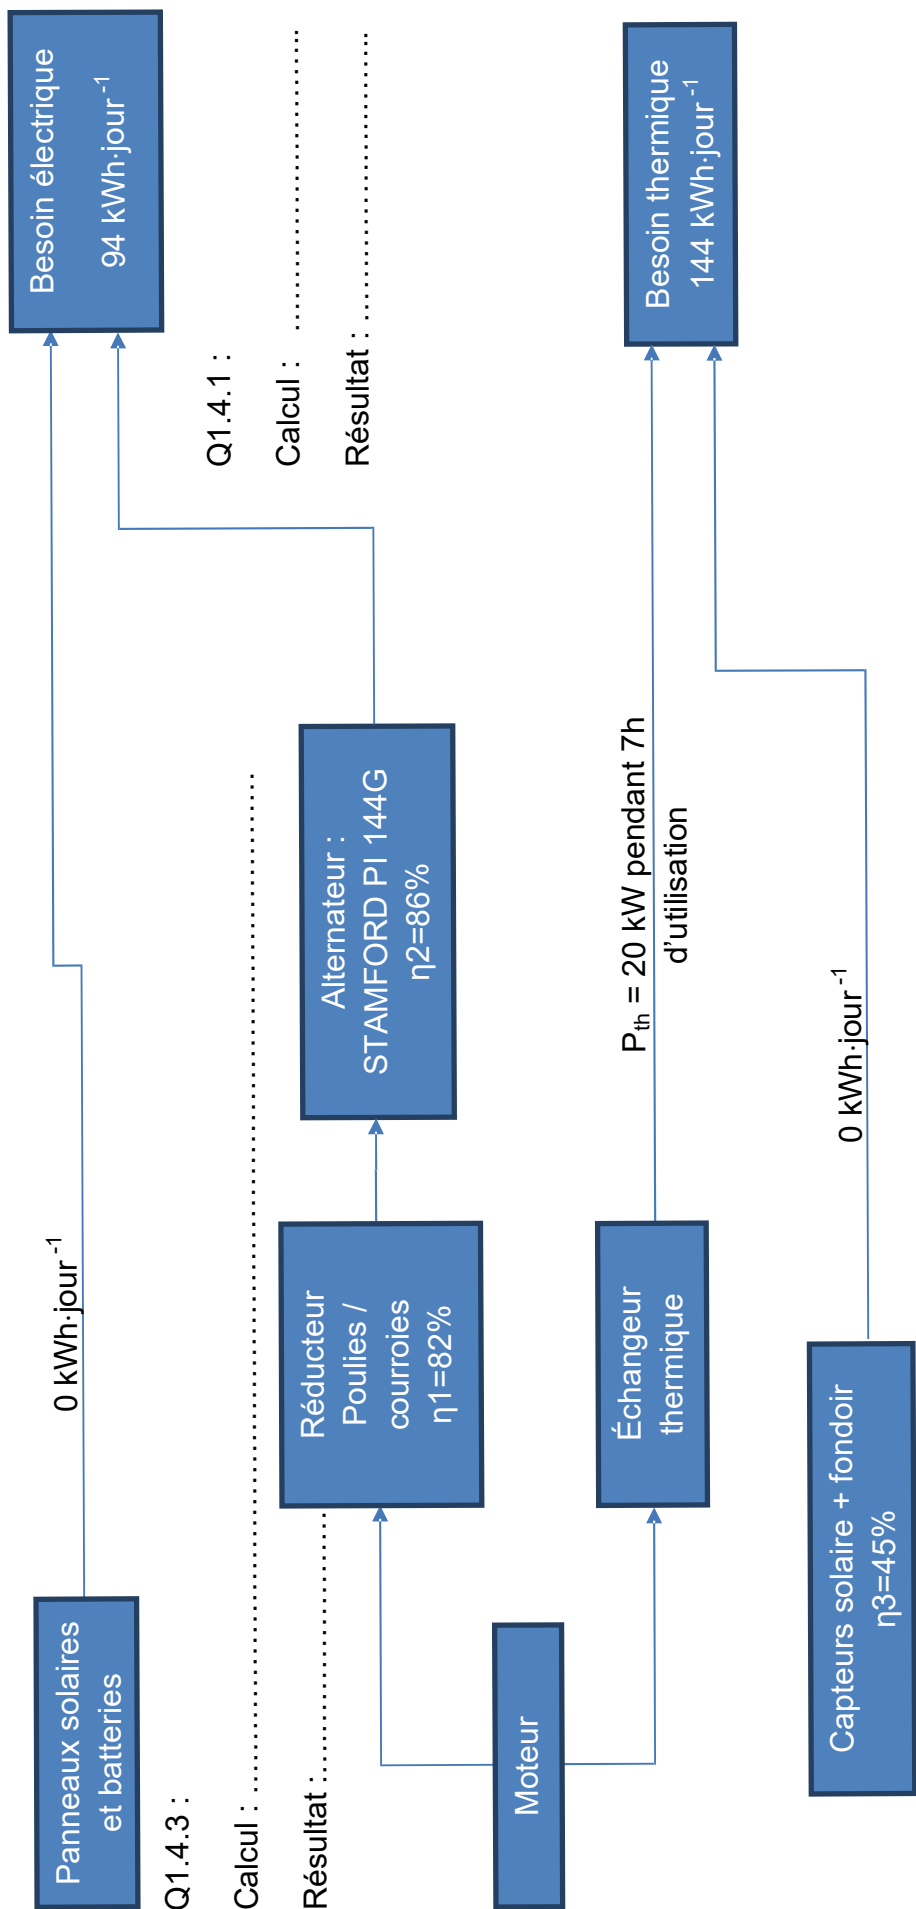 Panneaux solaires
et batteries
0 kWh·jour⁻¹
Besoin électrique
94 kWh·jour⁻¹
Q1.4.3 :
Calcul : ........................................................................
Résultat : ........................
Q1.4.1 :
Calcul : ..............................
Résultat : ..............................
Moteur
Réducteur
Poulies /
courroies
η1=82%
Alternateur :
STAMFORD PI 144G
η2=86%
Échangeur
thermique
Pth = 20 kW pendant 7h
d’utilisation
Besoin thermique
144 kWh·jour⁻¹
Capteurs solaire + fondoir
η3=45%
0 kWh·jour⁻¹